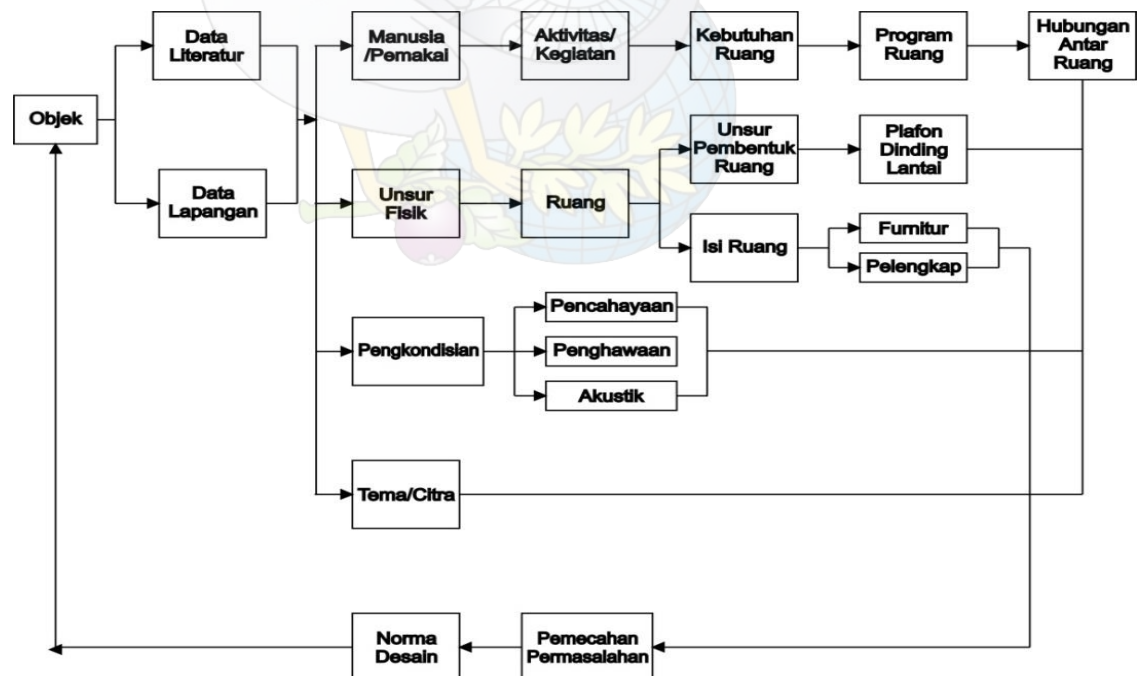 Data
Literatur
Manusia
/Pemakai
Aktivitas/
Kegiatan
Kebutuhan
Ruang
Program
Ruang
Hubungan
Antar
Ruang
Objek
Data
Lapangan
Unsur
Fisik
Ruang
Unsur
Pembentuk
Ruang
Plafon
Dinding
Lantai
Isi Ruang
Furnitur
Pelengkap
Pengkondisian
Pencahayaan
Penghawaan
Akustik
Tema/Citra
Norma
Desain
Pemecahan
Permasalahan